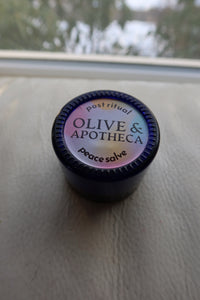 post ritual
OLIVE &
APOTHECA
peace salve